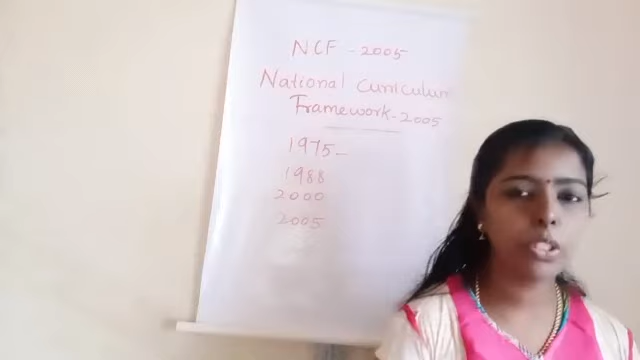 NCF - 2005
National Curriculum
Framework - 2005
1975 -
1988
2000
2005